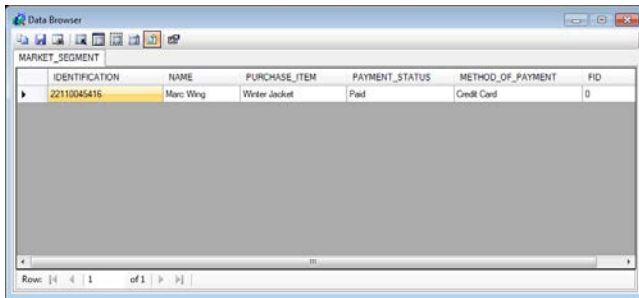 Data Browser
MARKET_SEGMENT
IDENTIFICATION NAME PURCHASE_ITEM PAYMENT_STATUS METHOD_OF_PAYMENT FID
22110045416 Marc Wing Winter Jacket Paid Credit Card 0
Row: 1 of 1